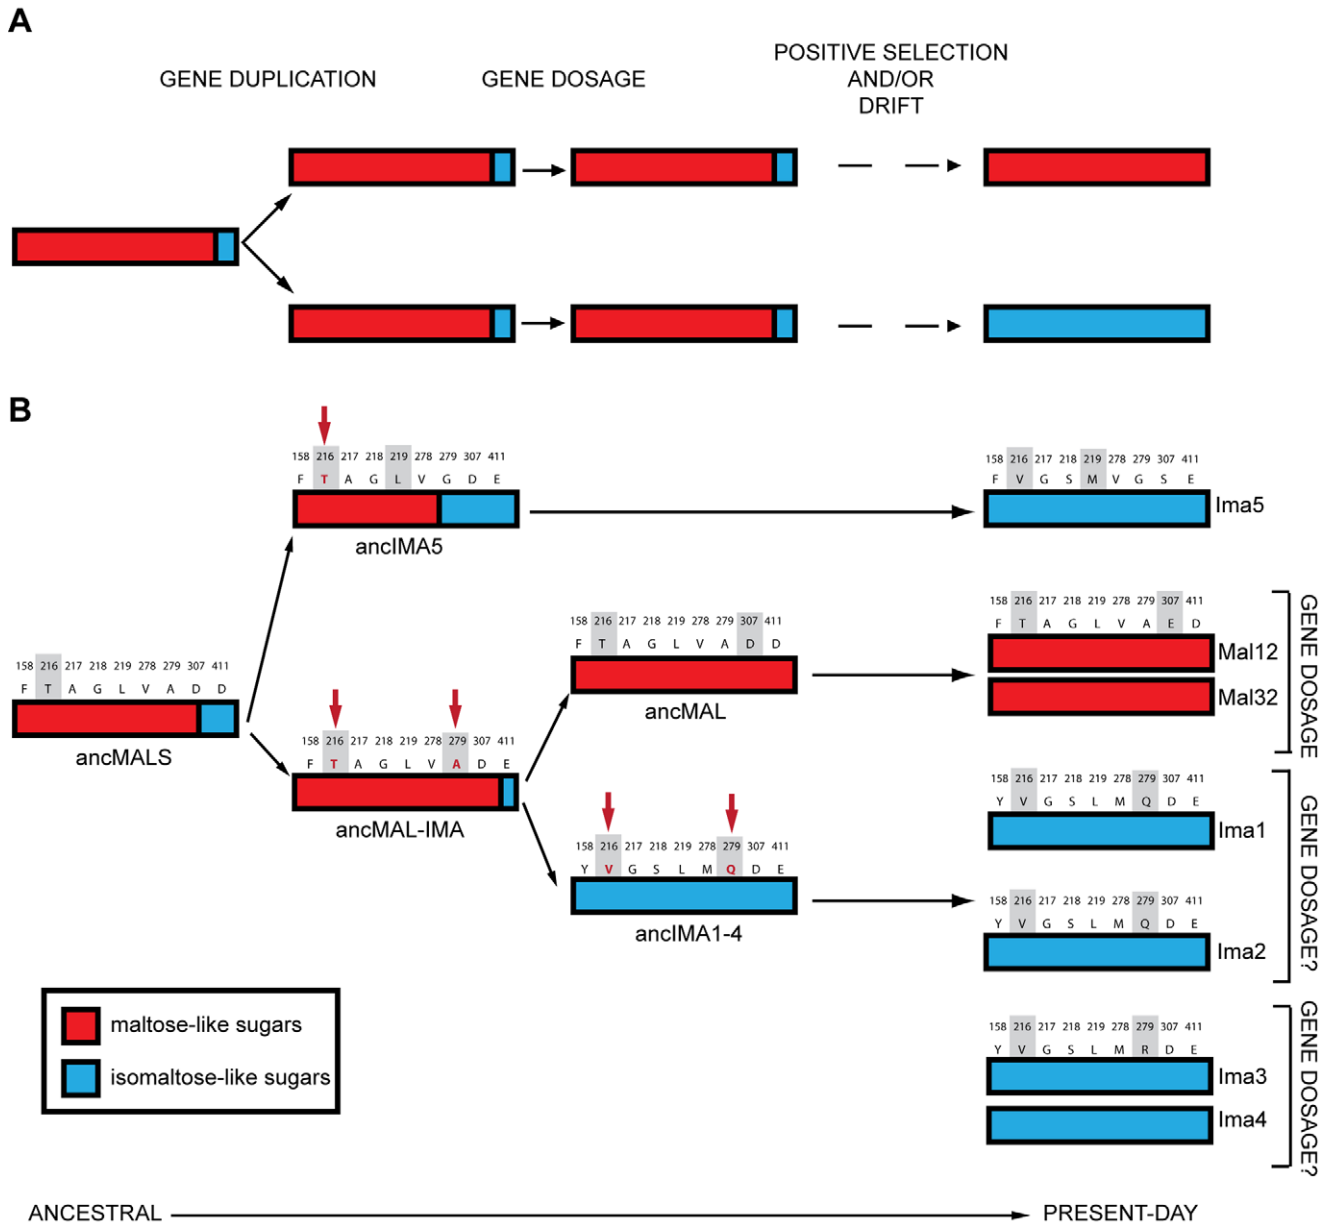 A
GENE DUPLICATION
GENE DOSAGE
POSITIVE SELECTION
AND/OR
DRIFT
B
158 216 217 218 219 278 279 307 411
F T A G L V G D E
ancIMA5
158 216 217 218 219 278 279 307 411
F V G S M V G S E
Ima5
158 216 217 218 219 278 279 307 411
F T A G L V A D D
ancMALS
158 216 217 218 219 278 279 307 411
F T A G L V A D E
ancMAL-IMA
158 216 217 218 219 278 279 307 411
F T A G L V A D D
ancMAL
158 216 217 218 219 278 279 307 411
Y V G S L M Q D E
ancIMA1-4
158 216 217 218 219 278 279 307 411
F T A G L V A E D
Mal12
Mal32
GENE DOSAGE
158 216 217 218 219 278 279 307 411
Y V G S L M Q D E
Ima1
158 216 217 218 219 278 279 307 411
Y V G S L M Q D E
Ima2
GENE DOSAGE?
158 216 217 218 219 278 279 307 411
Y V G S L M R D E
Ima3
Ima4
GENE DOSAGE?
maltose-like sugars
isomaltose-like sugars
ANCESTRAL
PRESENT-DAY